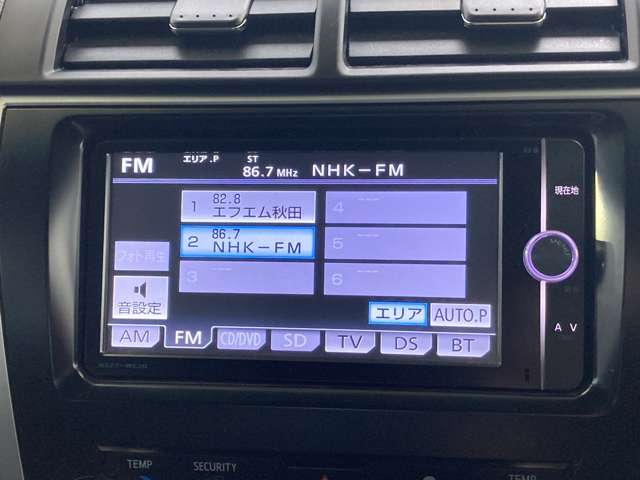 FM エリア.P ST 86.7 MHz NHK-FM
1 82.8 エフエム秋田
4 ---
2 86.7 NHK-FM
5 ---
3 ---
6 ---
フォト再生
音設定
エリア AUTO.P
AM FM CD/DVD SD TV DS BT
現在地
MENU
∧ ∨
TEMP SECURITY TEMP